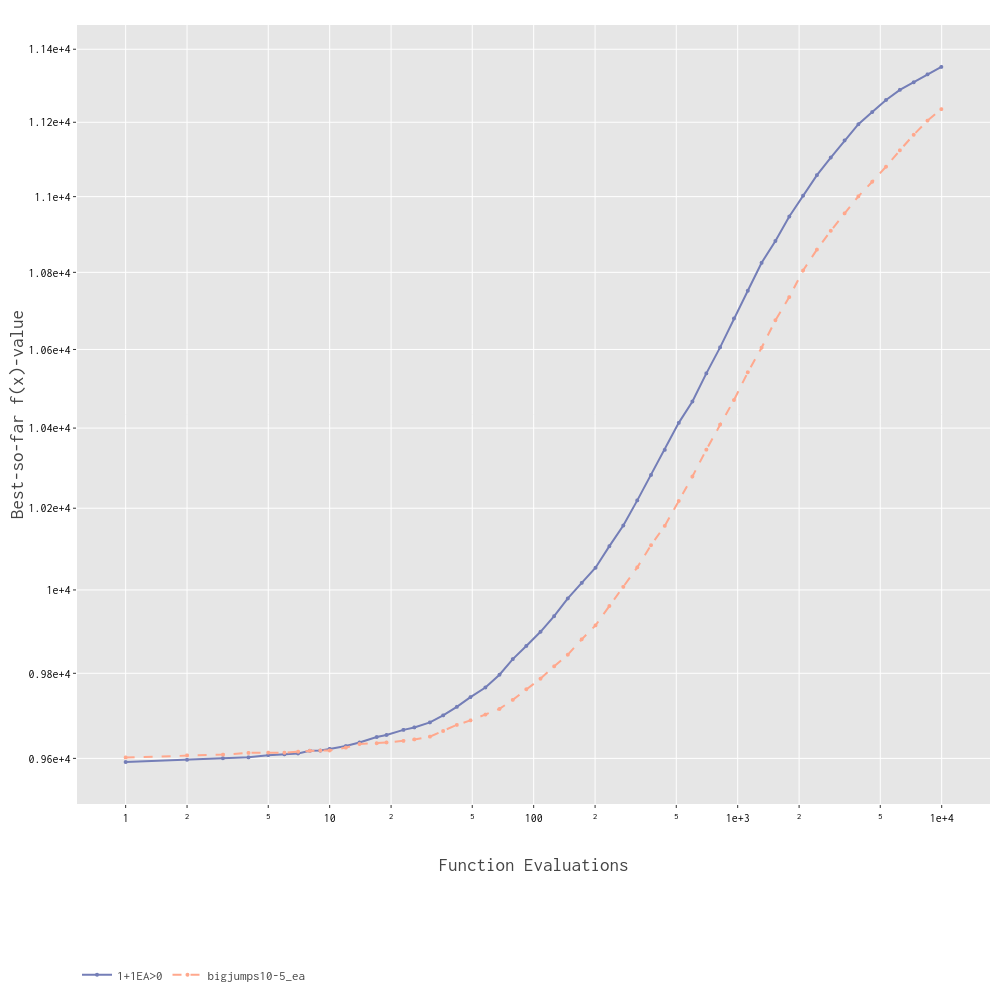 1.14e+4
1.12e+4
1.1e+4
1.08e+4
1.06e+4
1.04e+4
1.02e+4
1e+4
0.98e+4
0.96e+4
Best-so-far f(x)-value
1 2 5 10 2 5 100 2 5 1e+3 2 5 1e+4
Function Evaluations
1+1EA>0 bigjumps10-5_ea